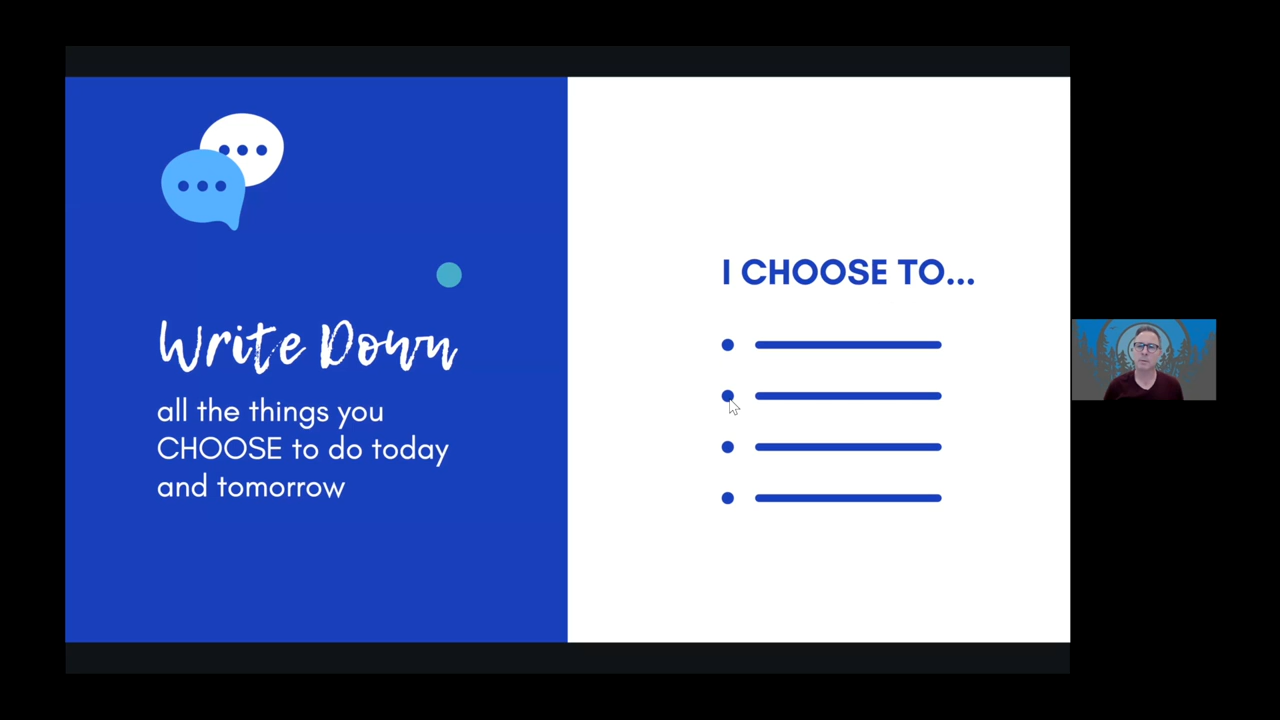 Write Down
all the things you
CHOOSE to do today
and tomorrow
I CHOOSE TO...